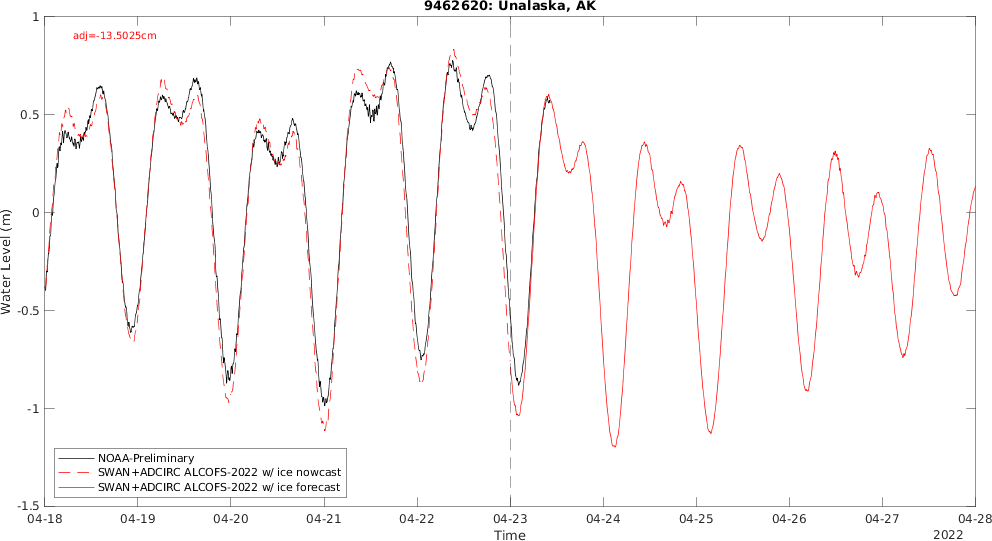 9462620: Unalaska, AK
adj=-13.5025cm
1
0.5
0
-0.5
-1
-1.5
Water Level (m)
NOAA-Preliminary
SWAN+ADCIRC ALCOFS-2022 w/ ice nowcast
SWAN+ADCIRC ALCOFS-2022 w/ ice forecast
04-18 04-19 04-20 04-21 04-22 04-23 04-24 04-25 04-26 04-27 04-28
Time
2022